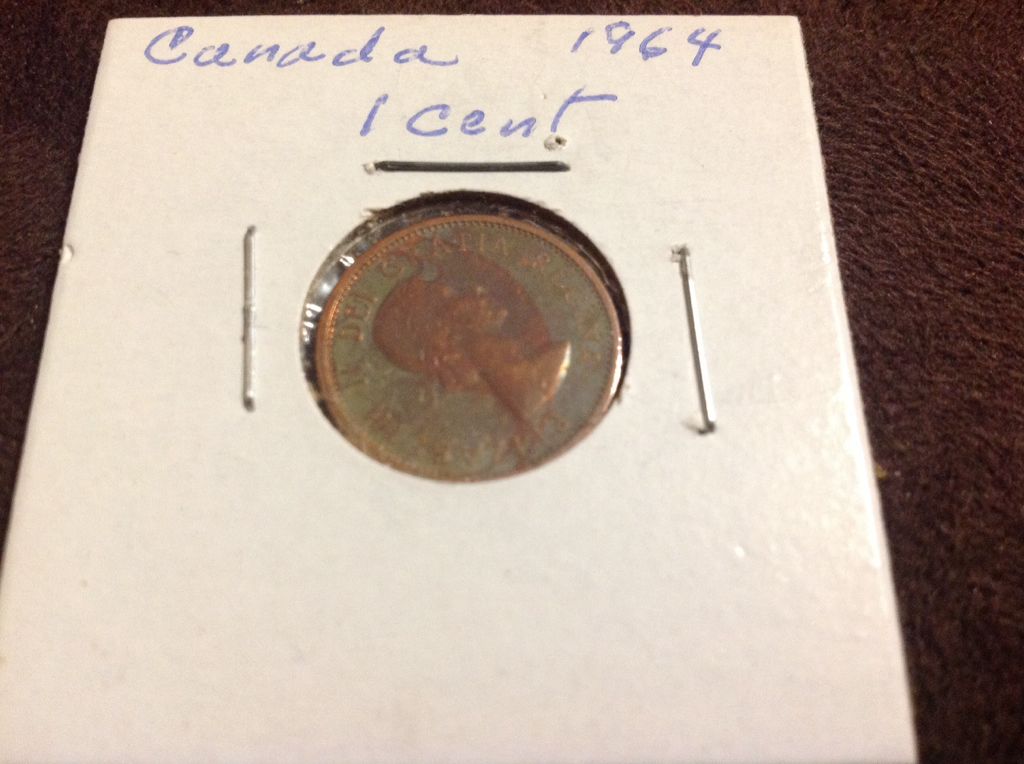 Canada 1964
1 cent
DEI GRATIA REGINA